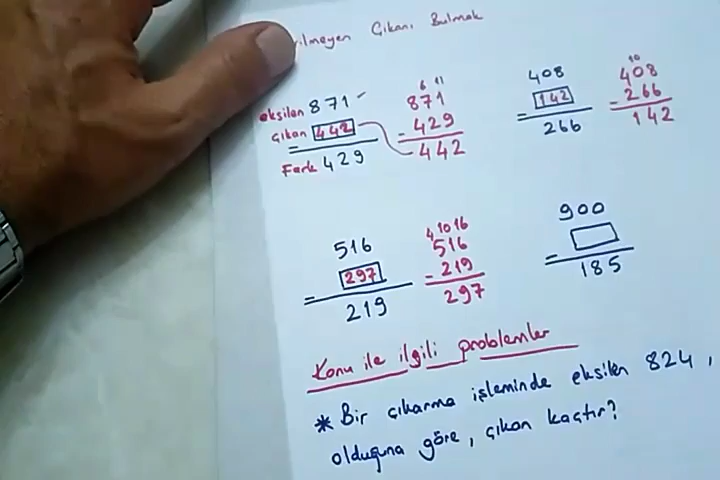 Çıkanı Bulmak
eksilen 871
çıkan 442
Fark 429
6 11
871
- 429
442
408
142
266
10
408
- 266
142
516
297
219
4 10 16
516
- 219
297
900
185
Konu ile ilgili problemler
* Bir çıkarma işleminde eksilen 824,
olduğuna göre, çıkan kaçtır?